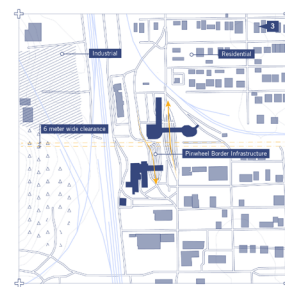 3
Industrial
Residential
6 meter wide clearance
Pinwheel Border Infrastructure